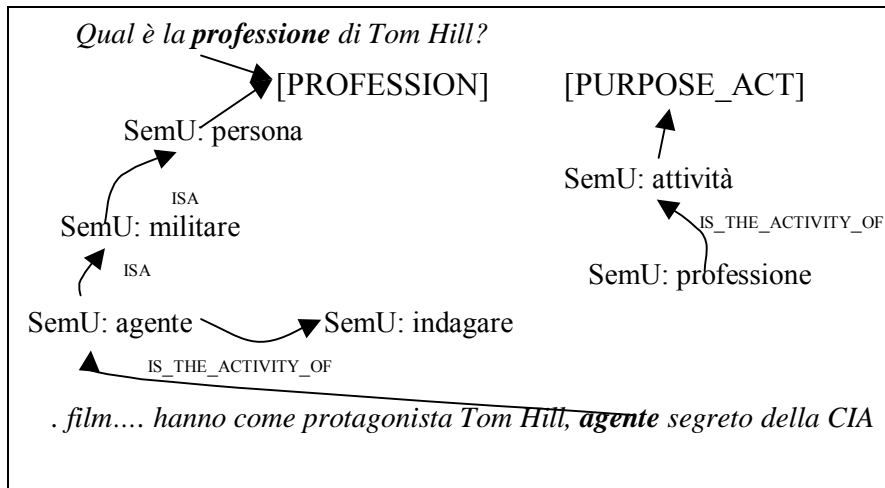 Qual è la professione di Tom Hill?
[PROFESSION] [PURPOSE_ACT]
SemU: persona
SemU: attività
ISA
IS_THE_ACTIVITY_OF
SemU: militare
ISA
SemU: professione
SemU: agente SemU: indagare
IS_THE_ACTIVITY_OF
. film.... hanno come protagonista Tom Hill, agente segreto della CIA